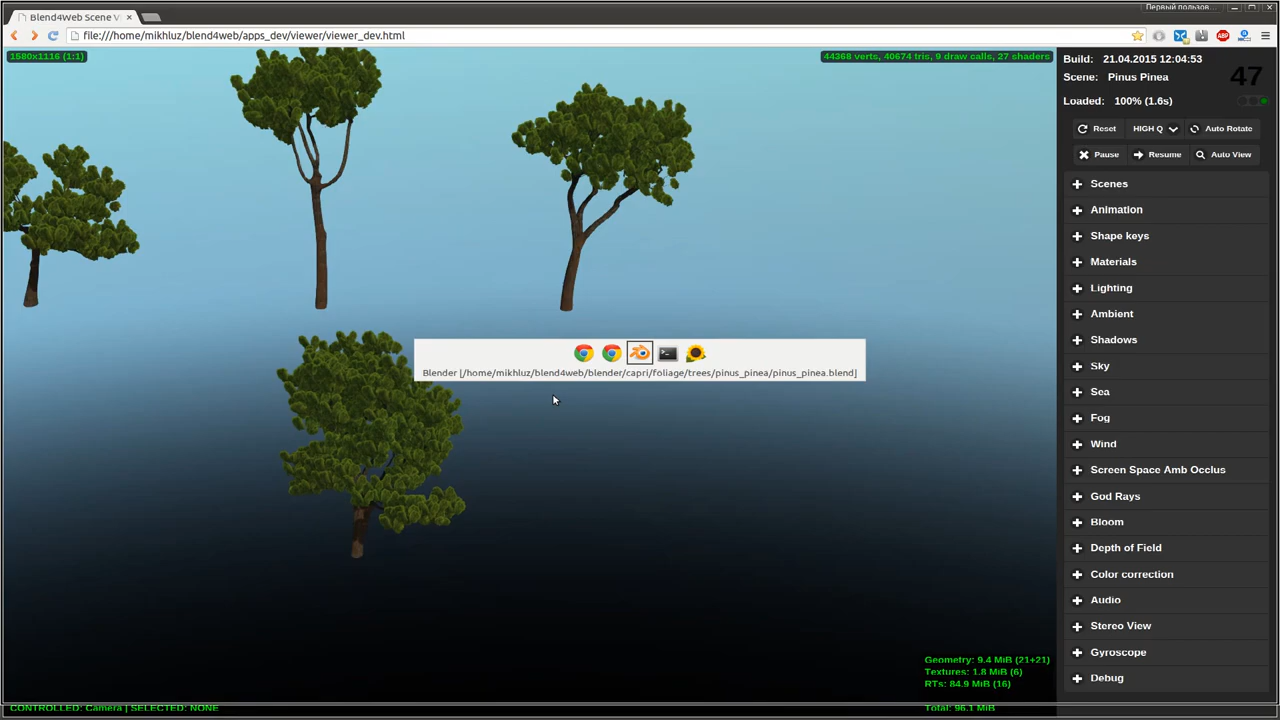 Blend4Web Scene V
Первый пользов...
file:///home/mikhluz/blend4web/apps_dev/viewer/viewer_dev.html
ABP
1580x1116 (1:1)
44368 verts, 40674 tris, 9 draw calls, 27 shaders
Build: 21.04.2015 12:04:53
Scene: Pinus Pinea
47
Loaded: 100% (1.6s)
Reset HIGH Q Auto Rotate
Pause Resume Auto View
Scenes
Animation
Shape keys
Materials
Lighting
Ambient
Shadows
Sky
Sea
Fog
Wind
Screen Space Amb Occlus
God Rays
Bloom
Depth of Field
Color correction
Audio
Stereo View
Gyroscope
Debug
Blender [/home/mikhluz/blend4web/blender/capri/foliage/trees/pinus_pinea/pinus_pinea.blend]
Geometry: 9.4 MiB (21+21)
Textures: 1.8 MiB (6)
RTs: 84.9 MiB (16)
Total: 96.1 MiB
CONTROLLED: Camera | SELECTED: NONE